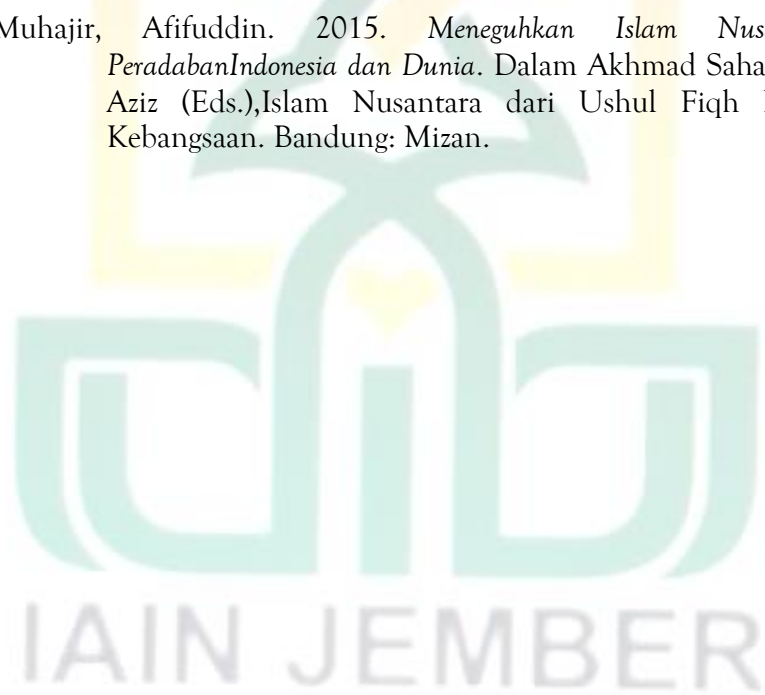 Muhajir, Afifuddin. 2015. Meneguhkan Islam Nus
PeradabanIndonesia dan Dunia. Dalam Akhmad Saha
Aziz (Eds.),Islam Nusantara dari Ushul Fiqh
Kebangsaan. Bandung: Mizan.
IAIN JEMBER